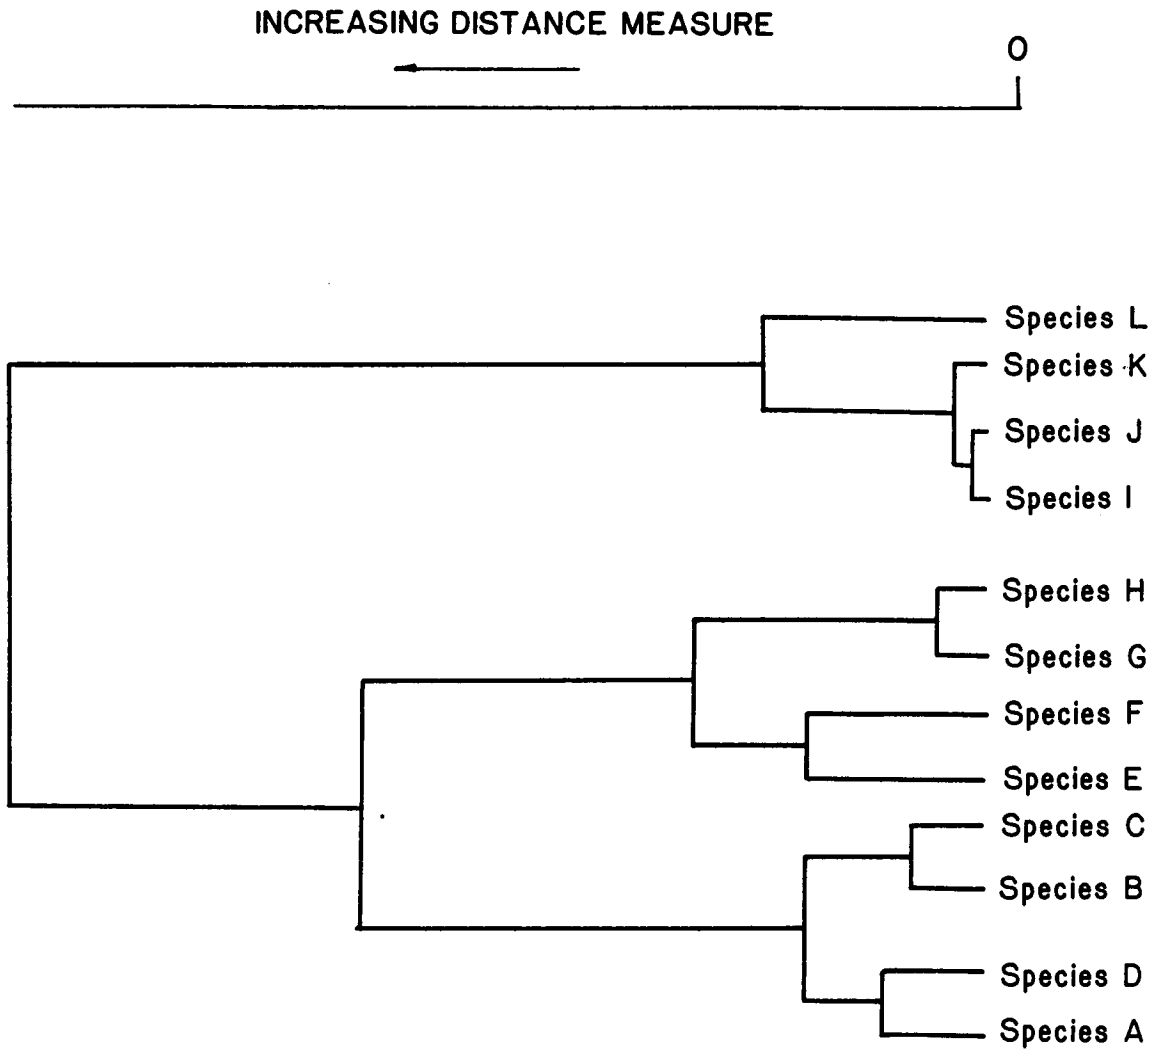 INCREASING DISTANCE MEASURE
0
Species L
Species K
Species J
Species I
Species H
Species G
Species F
Species E
Species C
Species B
Species D
Species A